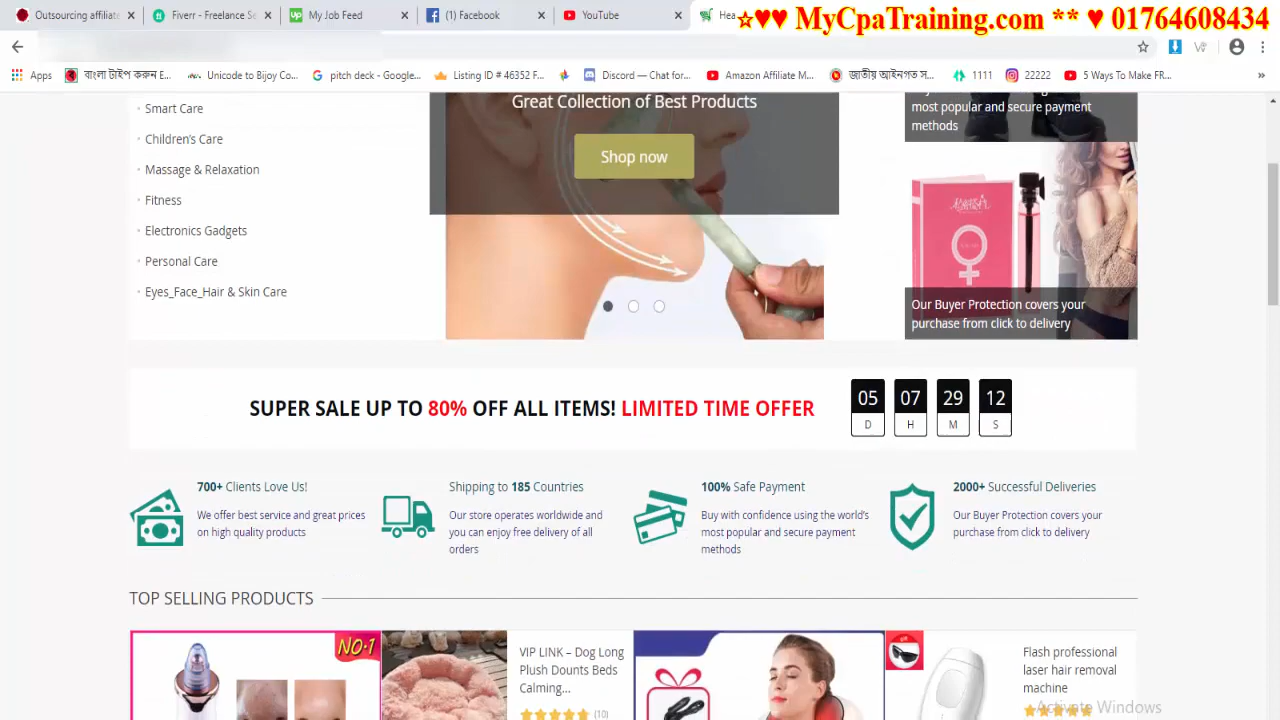 ☆♥♥ MyCpaTraining.com ** ♥ 01764608434
Outsourcing affiliate
Fiverr - Freelance Se
My Job Feed
(1) Facebook
YouTube
Hea
Apps
বাংলা টাইপ করুন E...
Unicode to Bijoy Co...
pitch deck - Google...
Listing ID # 46352 F...
Discord — Chat for...
Amazon Affiliate M...
জাতীয় আইনগত স...
1111
22222
5 Ways To Make FR...
»
Smart Care
Children's Care
Massage & Relaxation
Fitness
Electronics Gadgets
Personal Care
Eyes_Face_Hair & Skin Care
Great Collection of Best Products
Shop now
most popular and secure payment
methods
Our Buyer Protection covers your
purchase from click to delivery
SUPER SALE UP TO 80% OFF ALL ITEMS! LIMITED TIME OFFER
05 07 29 12
D H M S
700+ Clients Love Us!
We offer best service and great prices
on high quality products
Shipping to 185 Countries
Our store operates worldwide and
you can enjoy free delivery of all
orders
100% Safe Payment
Buy with confidence using the world's
most popular and secure payment
methods
2000+ Successful Deliveries
Our Buyer Protection covers your
purchase from click to delivery
TOP SELLING PRODUCTS
NO·1
VIP LINK – Dog Long
Plush Dounts Beds
Calming...
(10)
Flash professional
laser hair removal
machine
Activate Windows